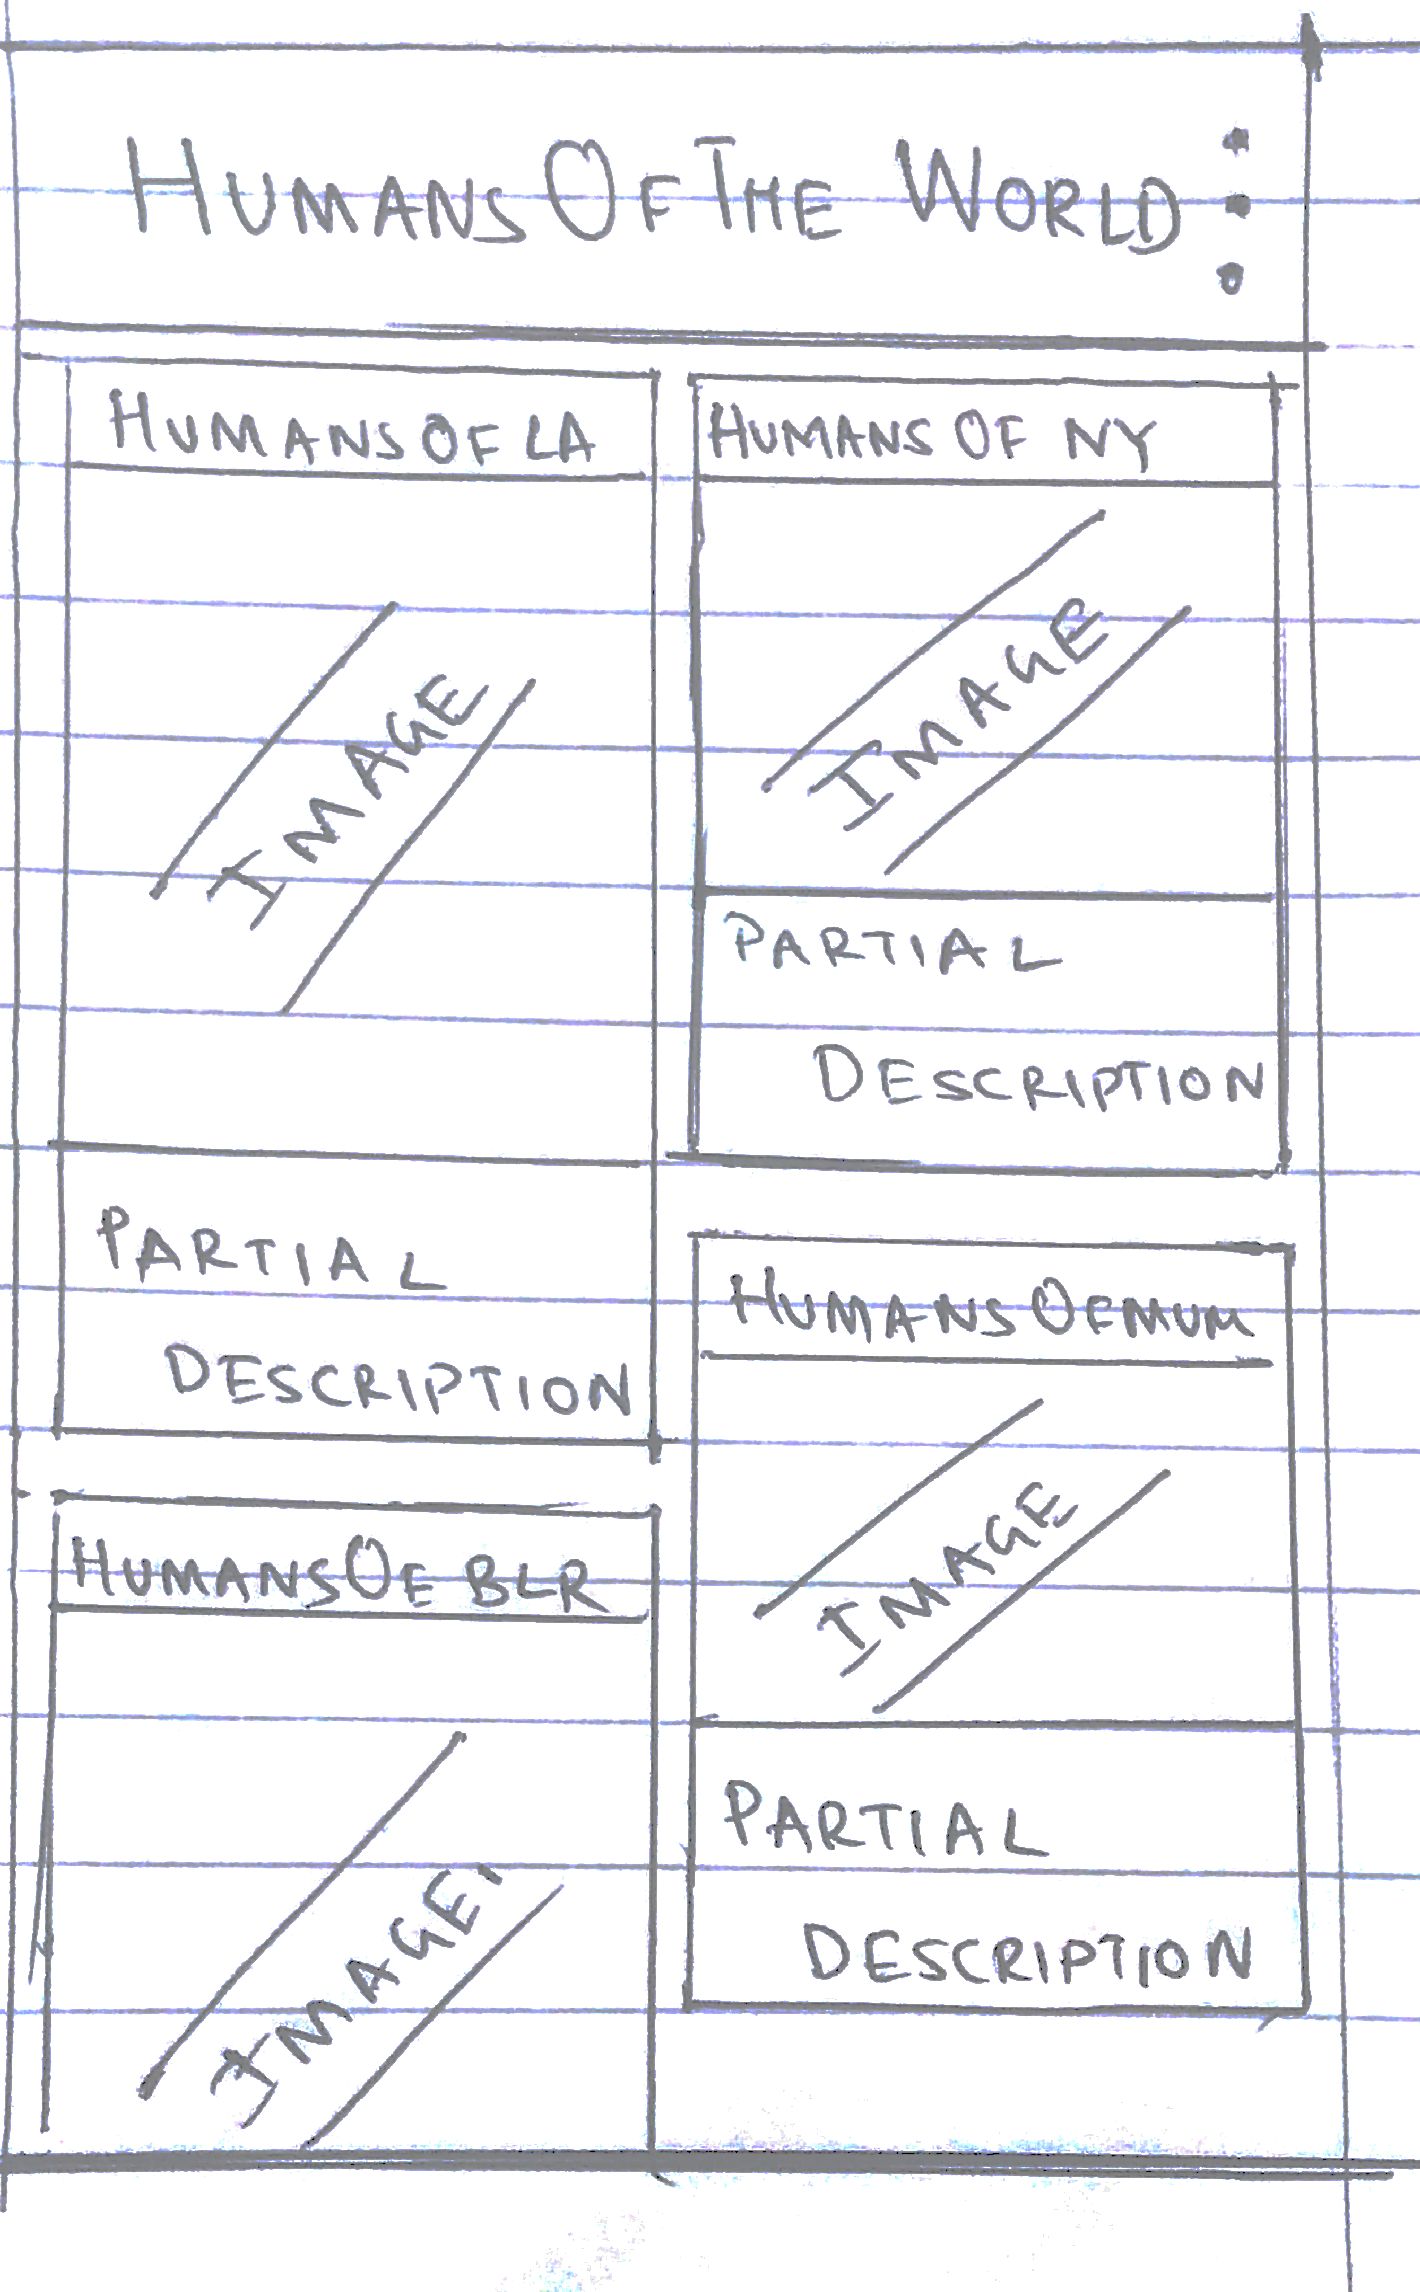 HUMANS OF THE WORLD
HUMANS OF LA
IMAGE
PARTIAL
DESCRIPTION
HUMANS OF NY
IMAGE
PARTIAL
DESCRIPTION
HUMANS OF BLR
IMAGE
HUMANS OF MUM
IMAGE
PARTIAL
DESCRIPTION